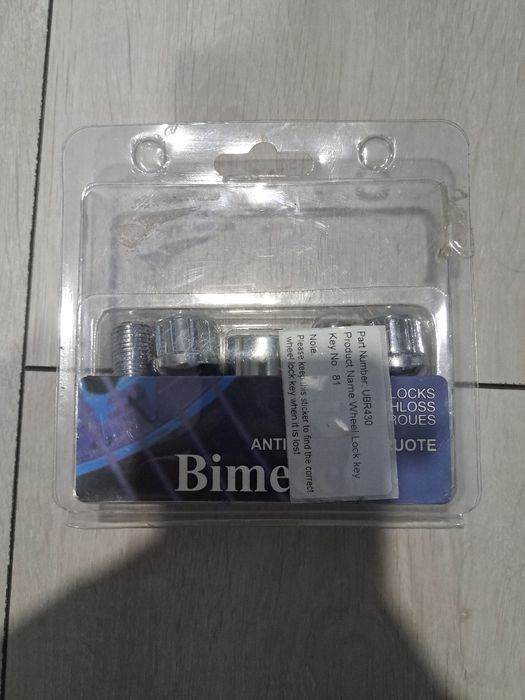 Part Number: UBR430
Product Name Wheel Lock key
Key No. : 81
Note:
Please keep this sticker to find the correct
wheel lock key when it is lost
LOCKS
HLOSS
ROUES
ANT UOTE
Bime